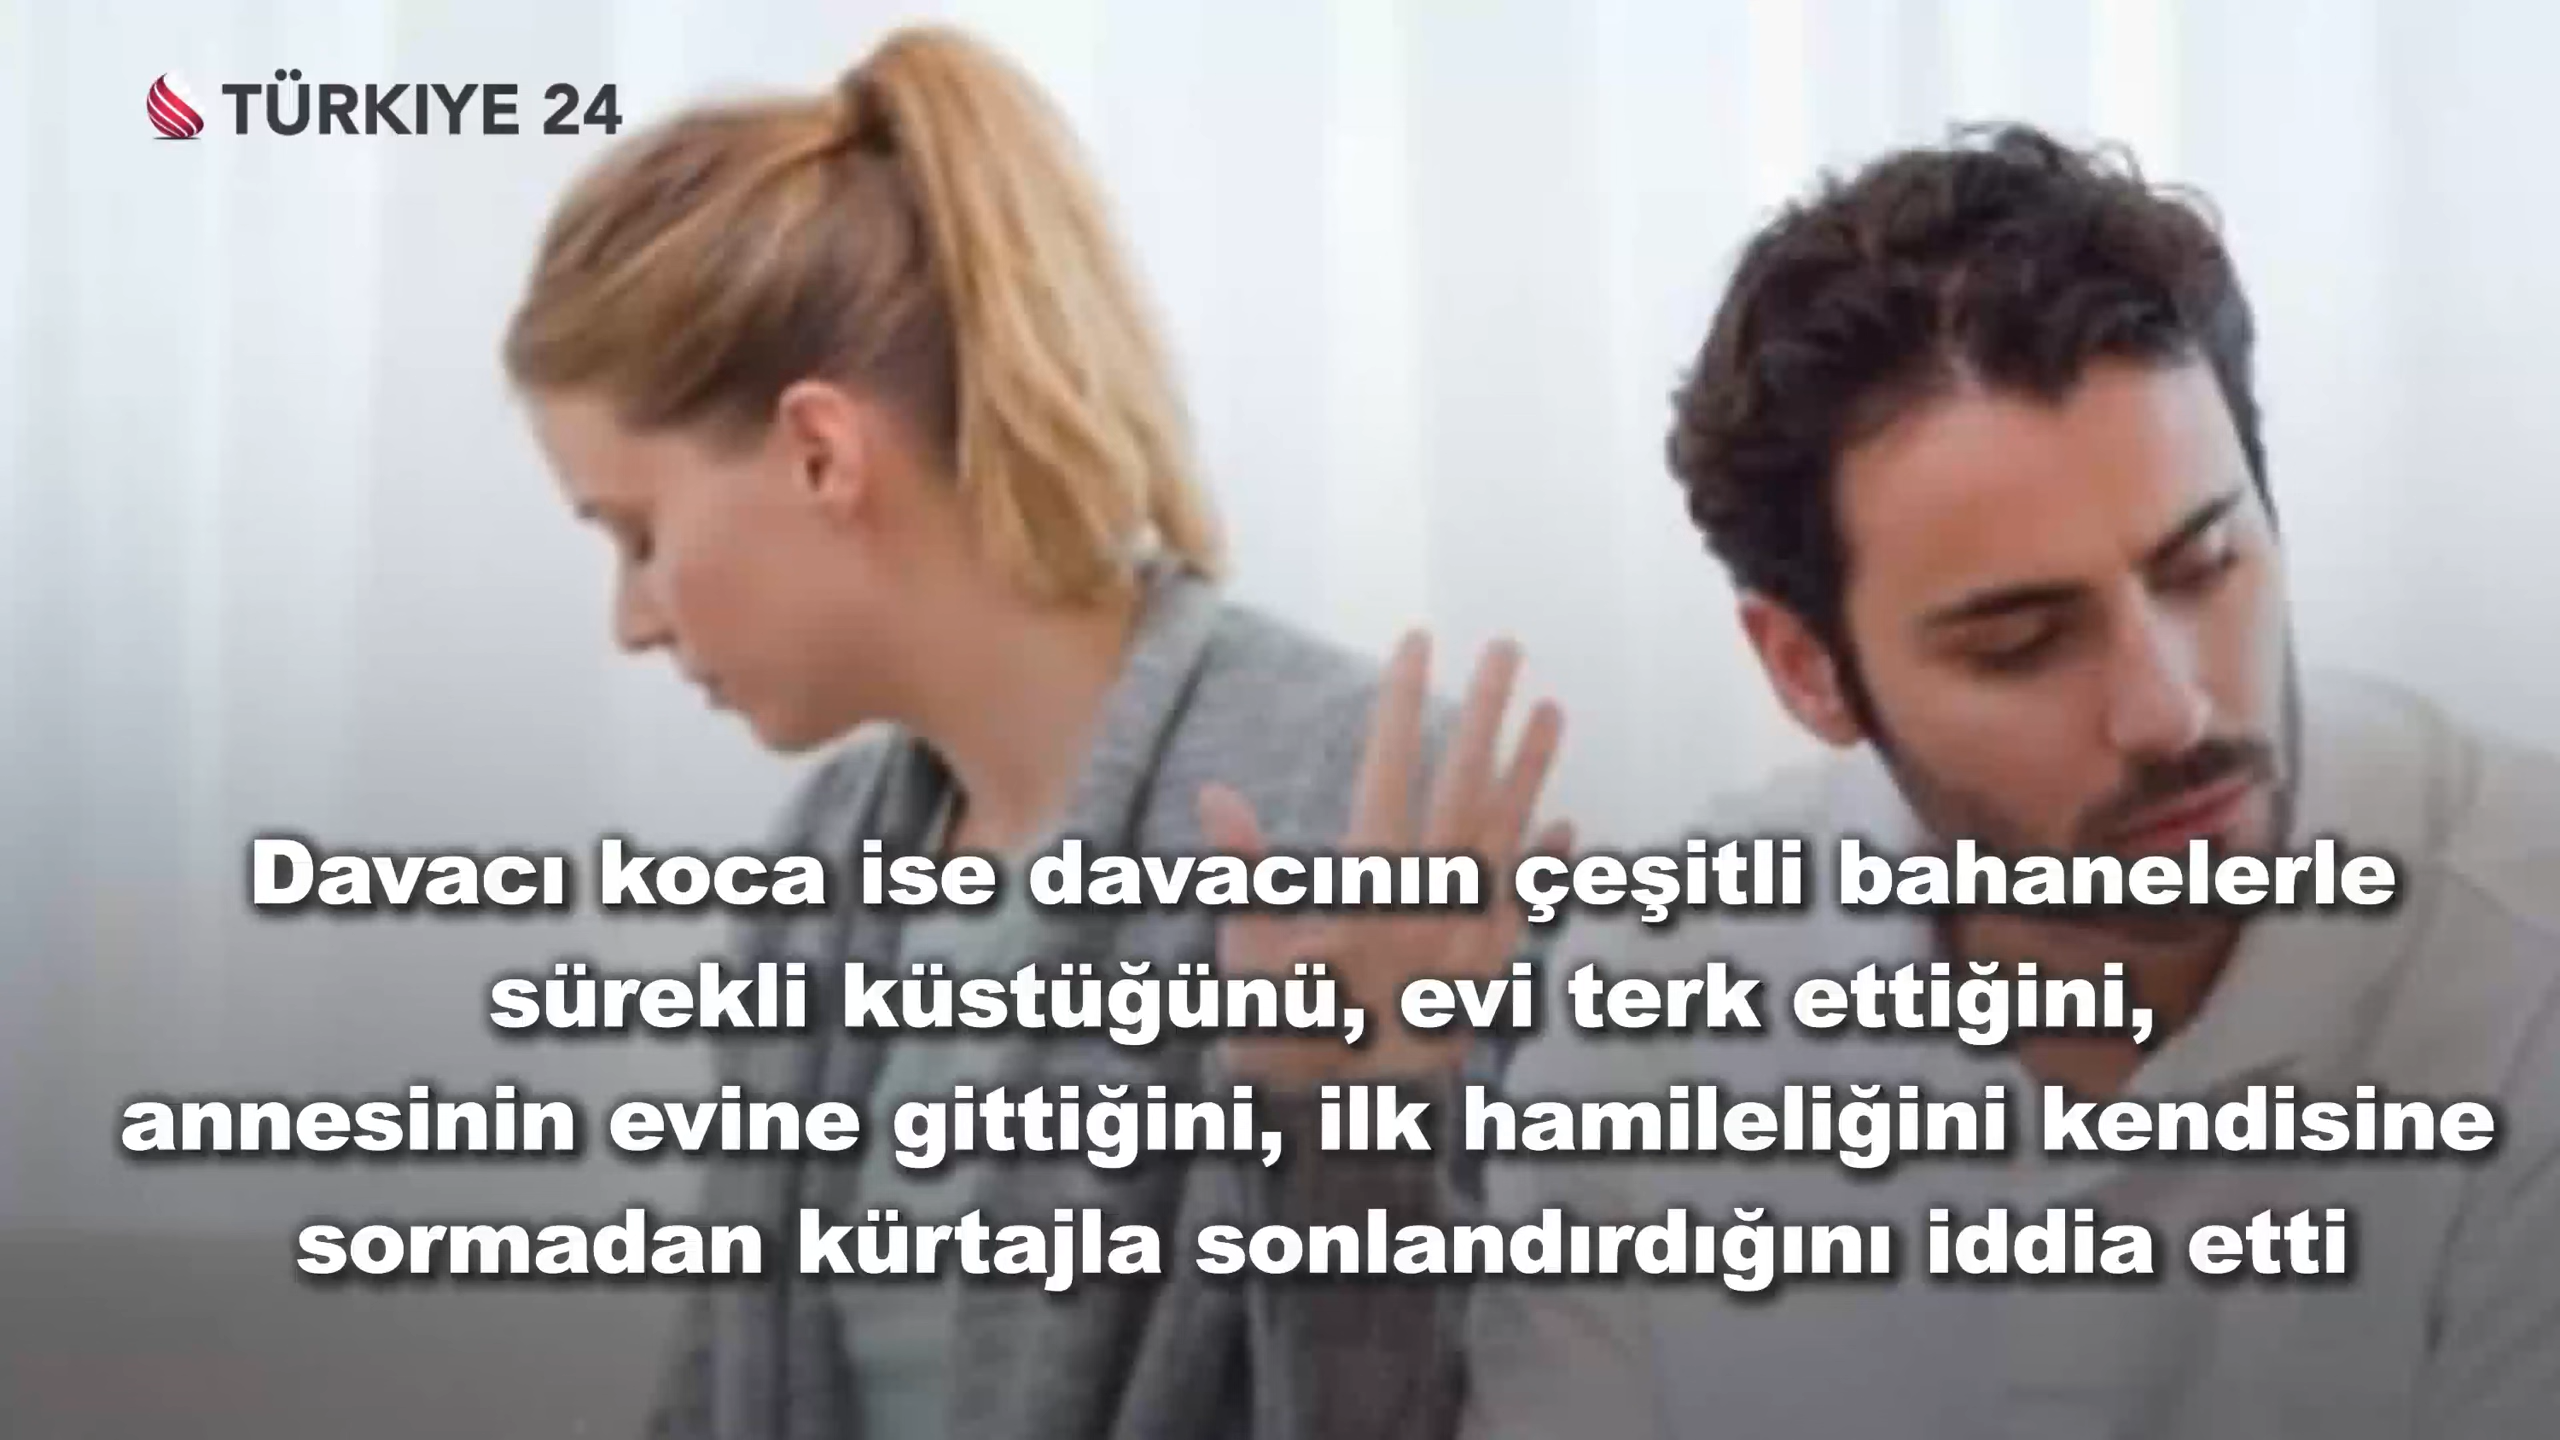 TÜRKIYE 24
Davacı koca ise davacının çeşitli bahanelerle
sürekli küstüğünü, evi terk ettiğini,
annesinin evine gittiğini, ilk hamileliğini kendisine
sormadan kürtajla sonlandırdığını iddia etti